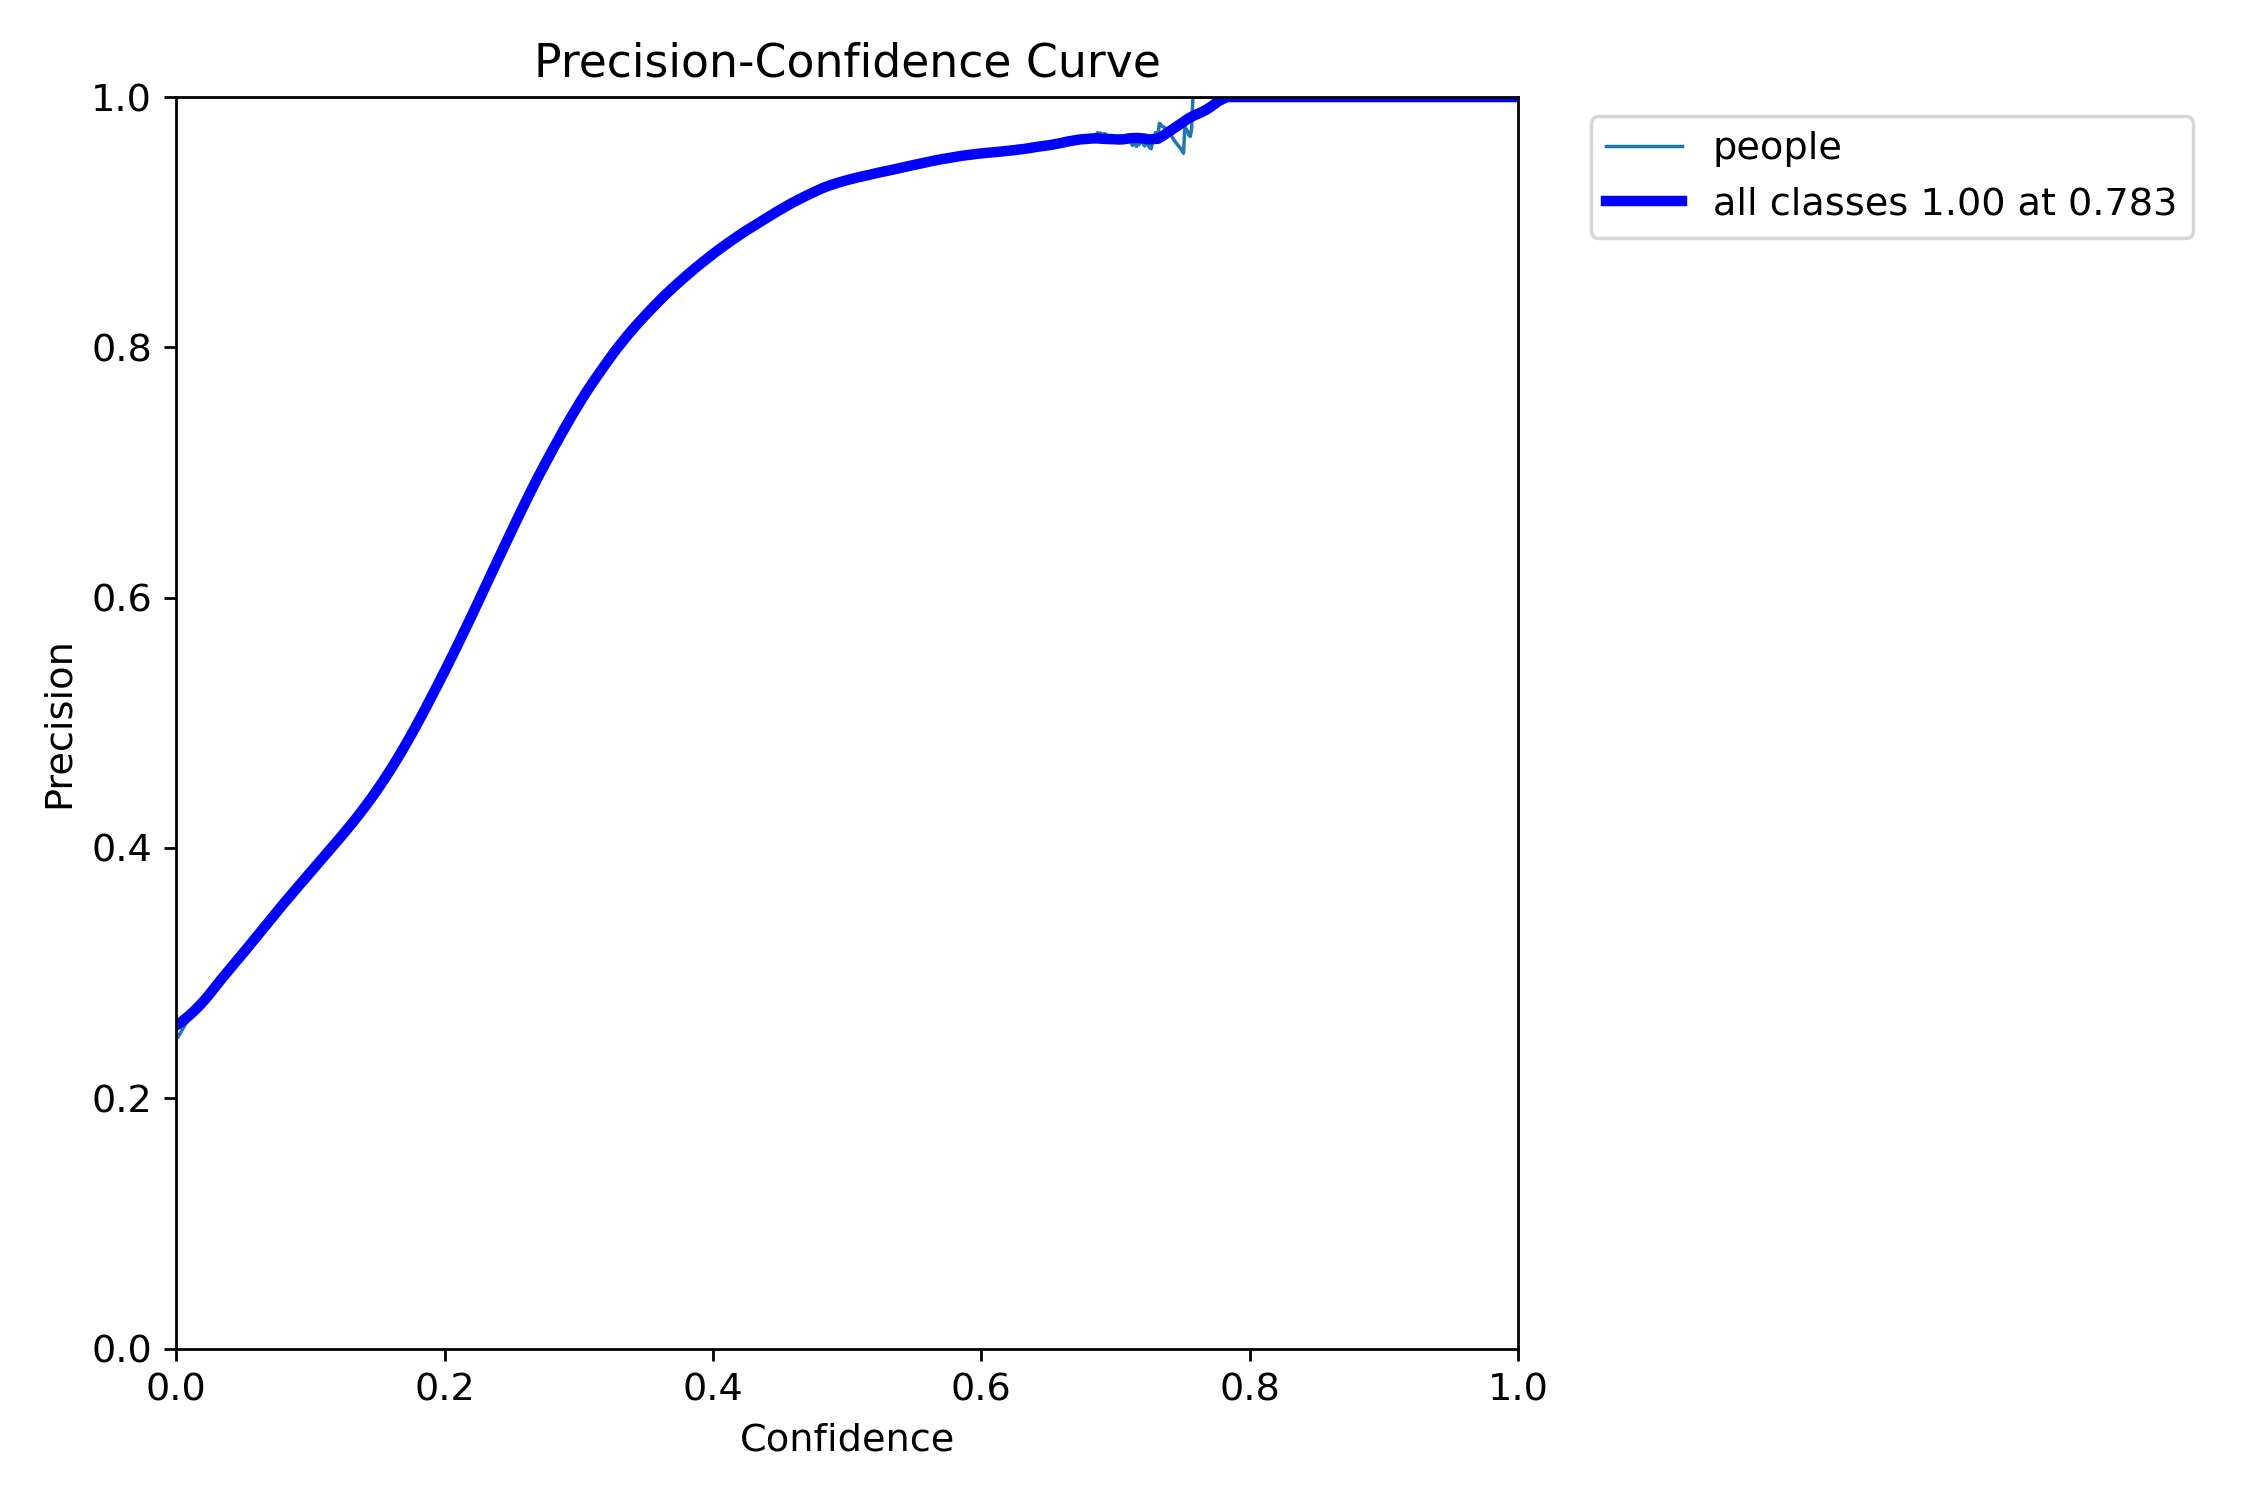 Precision-Confidence Curve
1.0
0.8
0.6
0.4
0.2
0.0
Precision
0.0 0.2 0.4 0.6 0.8 1.0
Confidence
people
all classes 1.00 at 0.783